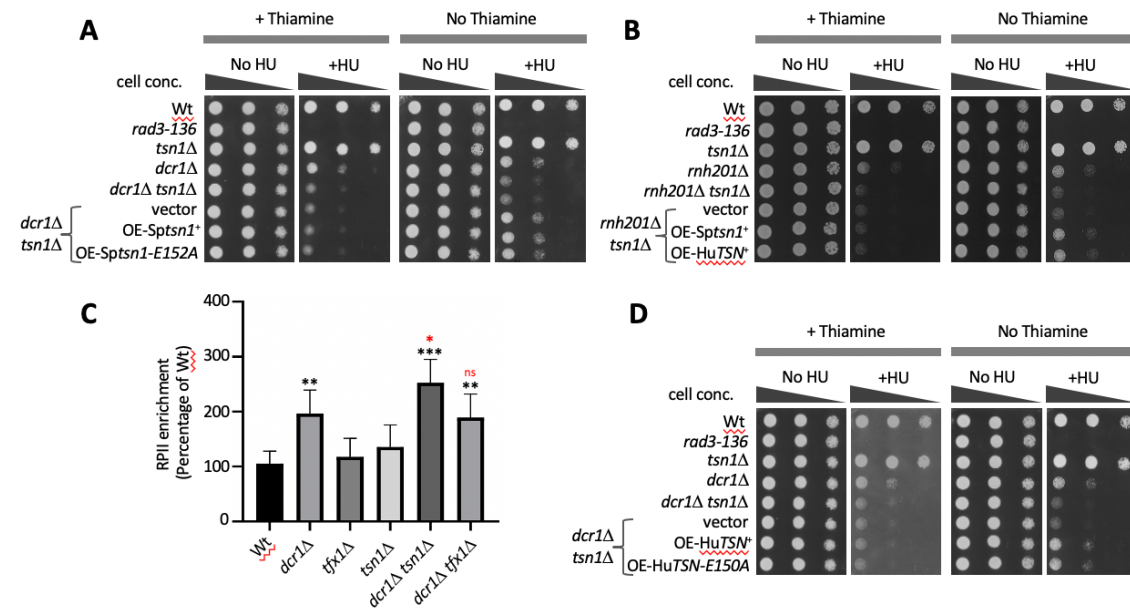 A
+ Thiamine
No Thiamine
No HU
+HU
No HU
+HU
cell conc.
Wt
rad3-136
tsn1Δ
dcr1Δ
dcr1Δ tsn1Δ
vector
OE-Sptsn1⁺
OE-Sptsn1-E152A
dcr1Δ
tsn1Δ
B
+ Thiamine
No Thiamine
No HU
+HU
No HU
+HU
cell conc.
Wt
rad3-136
tsn1Δ
rnh201Δ
rnh201Δ tsn1Δ
vector
OE-Sptsn1⁺
OE-HuTSN⁺
rnh201Δ
tsn1Δ
C
RPII enrichment
(Percentage of Wt)
400
300
200
100
0
**
*
***
ns
**
Wt
dcr1Δ
tfx1Δ
tsn1Δ
dcr1Δ tsn1Δ
dcr1Δ tfx1Δ
D
+ Thiamine
No Thiamine
No HU
+HU
No HU
+HU
cell conc.
Wt
rad3-136
tsn1Δ
dcr1Δ
dcr1Δ tsn1Δ
vector
OE-HuTSN⁺
OE-HuTSN-E150A
dcr1Δ
tsn1Δ